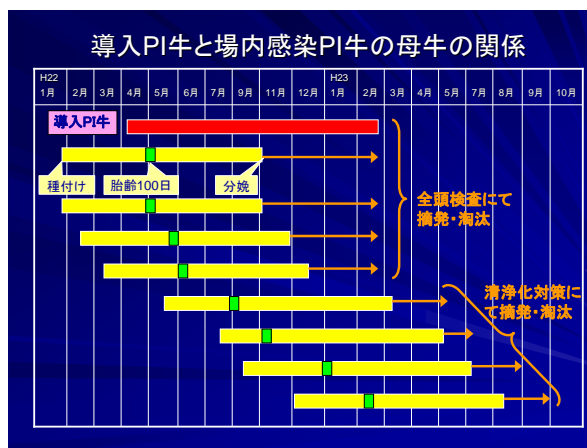 導入PI牛と場内感染PI牛の母牛の関係
H22 H23
1月 2月 3月 4月 5月 6月 7月 8月 9月 11月 12月 1月 2月 3月 4月 5月 7月 8月 9月 10月
導入PI牛
種付け 胎齢100日 分娩
全頭検査にて
摘発・淘汰
清浄化対策に
て摘発・淘汰